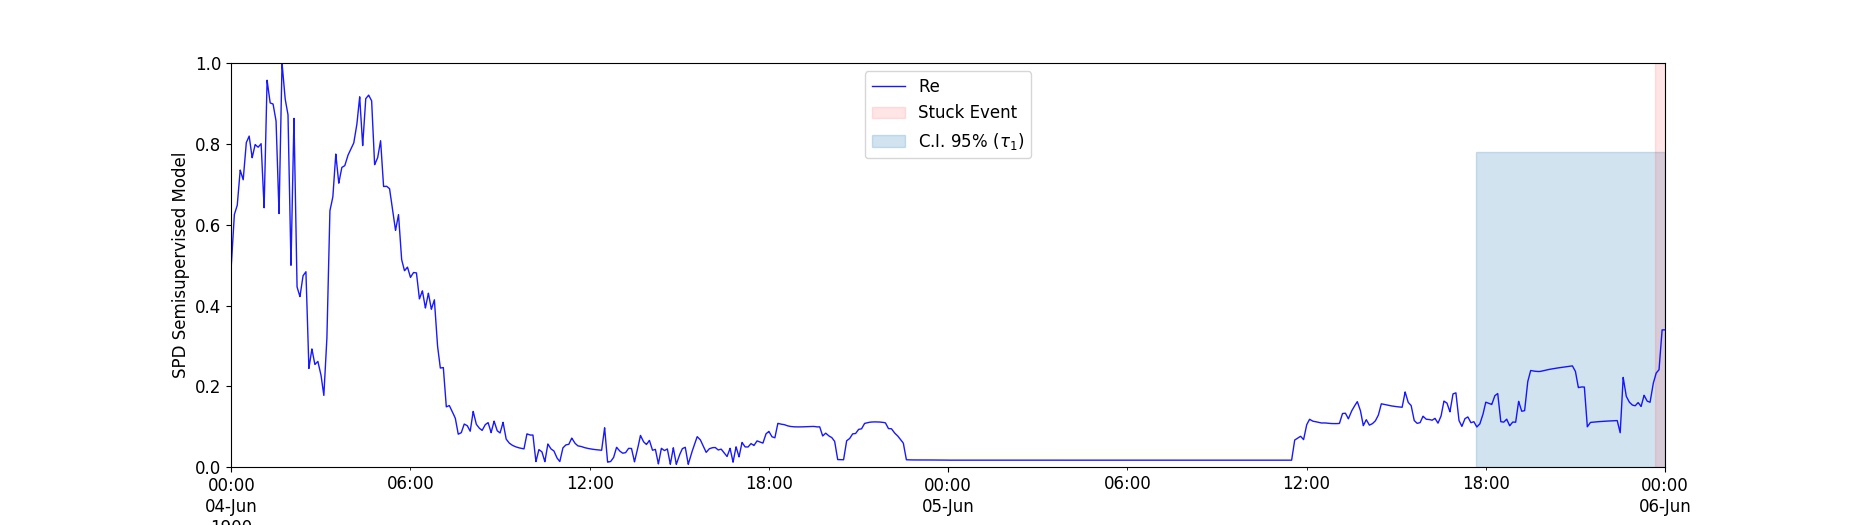 1.0
0.8
0.6
0.4
0.2
0.0
SPD Semisupervised Model
Re
Stuck Event
C.I. 95% (τ₁)
00:00 06:00 12:00 18:00 00:00 06:00 12:00 18:00 00:00
04-Jun 05-Jun 06-Jun
1900